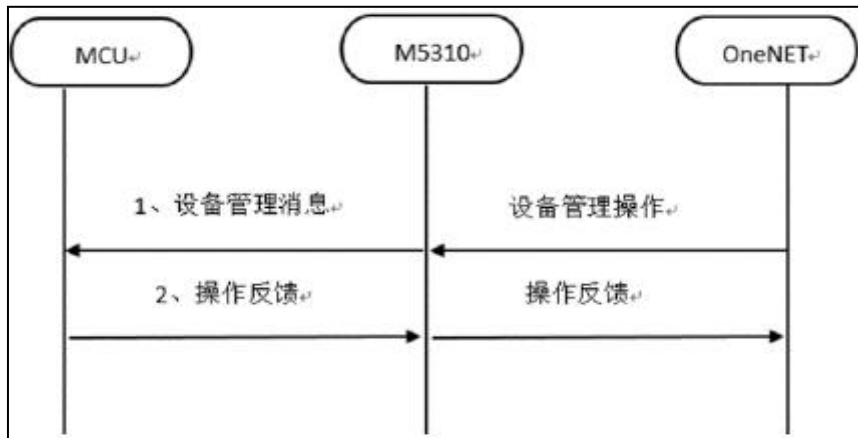 MCU
M5310
OneNET
1、设备管理消息
设备管理操作
2、操作反馈
操作反馈